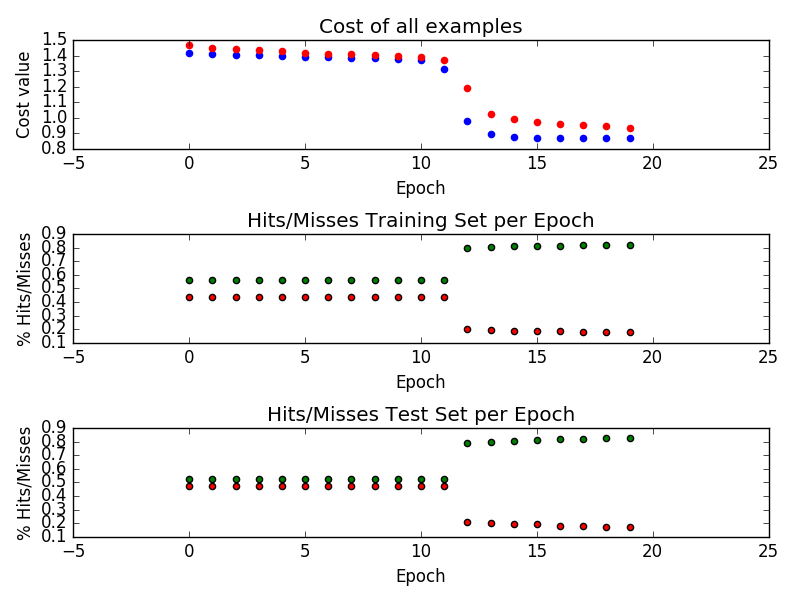 Cost of all examples
1.5
1.4
1.3
1.2
1.1
1.0
0.9
0.8
Cost value
−5 0 5 10 15 20 25
Epoch
Hits/Misses Training Set per Epoch
0.9
0.8
0.7
0.6
0.5
0.4
0.3
0.2
0.1
% Hits/Misses
−5 0 5 10 15 20 25
Epoch
Hits/Misses Test Set per Epoch
0.9
0.8
0.7
0.6
0.5
0.4
0.3
0.2
0.1
% Hits/Misses
−5 0 5 10 15 20 25
Epoch